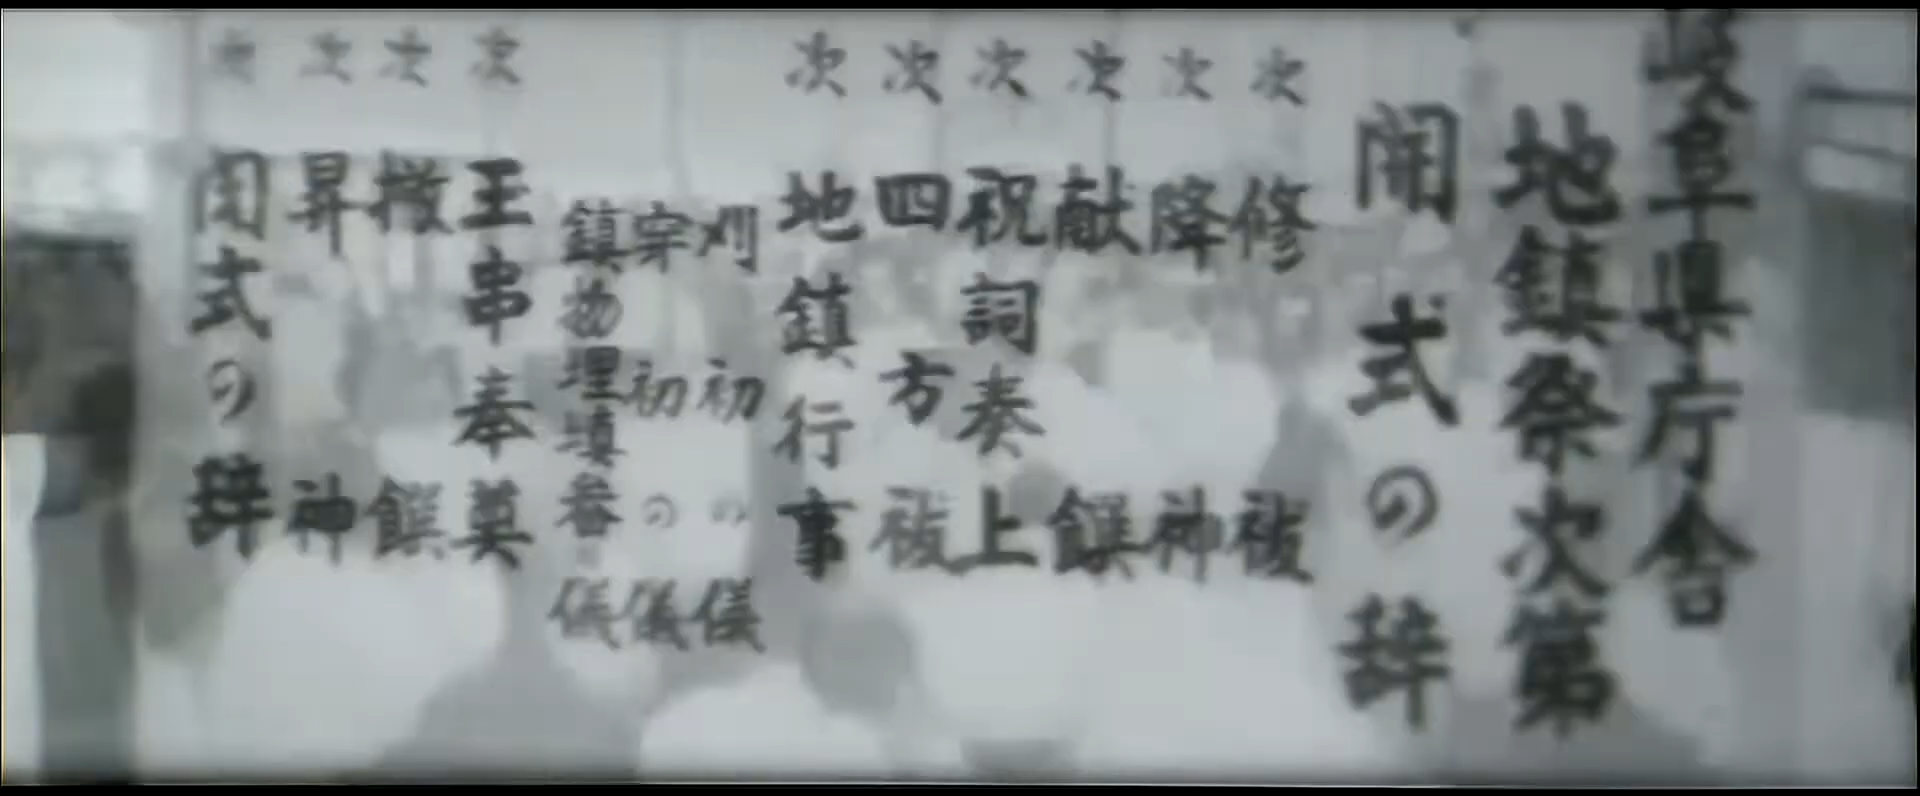 岐阜県庁舎
地鎮祭次第
開式の辞
次 修祓
次 降神
次 献饌
次 祝詞奏上
次 四方祓
次 地鎮行事
刈初の儀
穿初の儀
鎮物埋填畚の儀
次 玉串奉奠
次 撤饌
次 昇神
次 閉式の辞